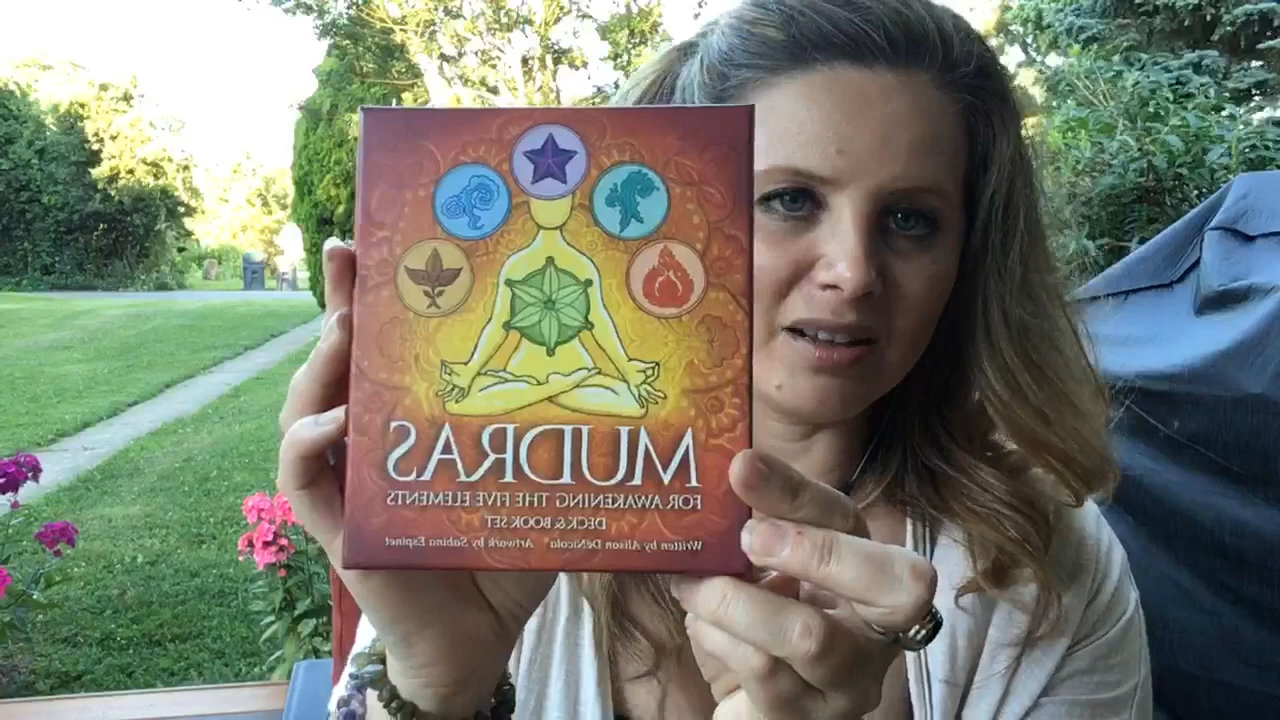 MUDRAS
FOR AWAKENING THE FIVE ELEMENTS
DECK & BOOK SET
Written by Alison DeNicola Artwork by Sabina Espinet